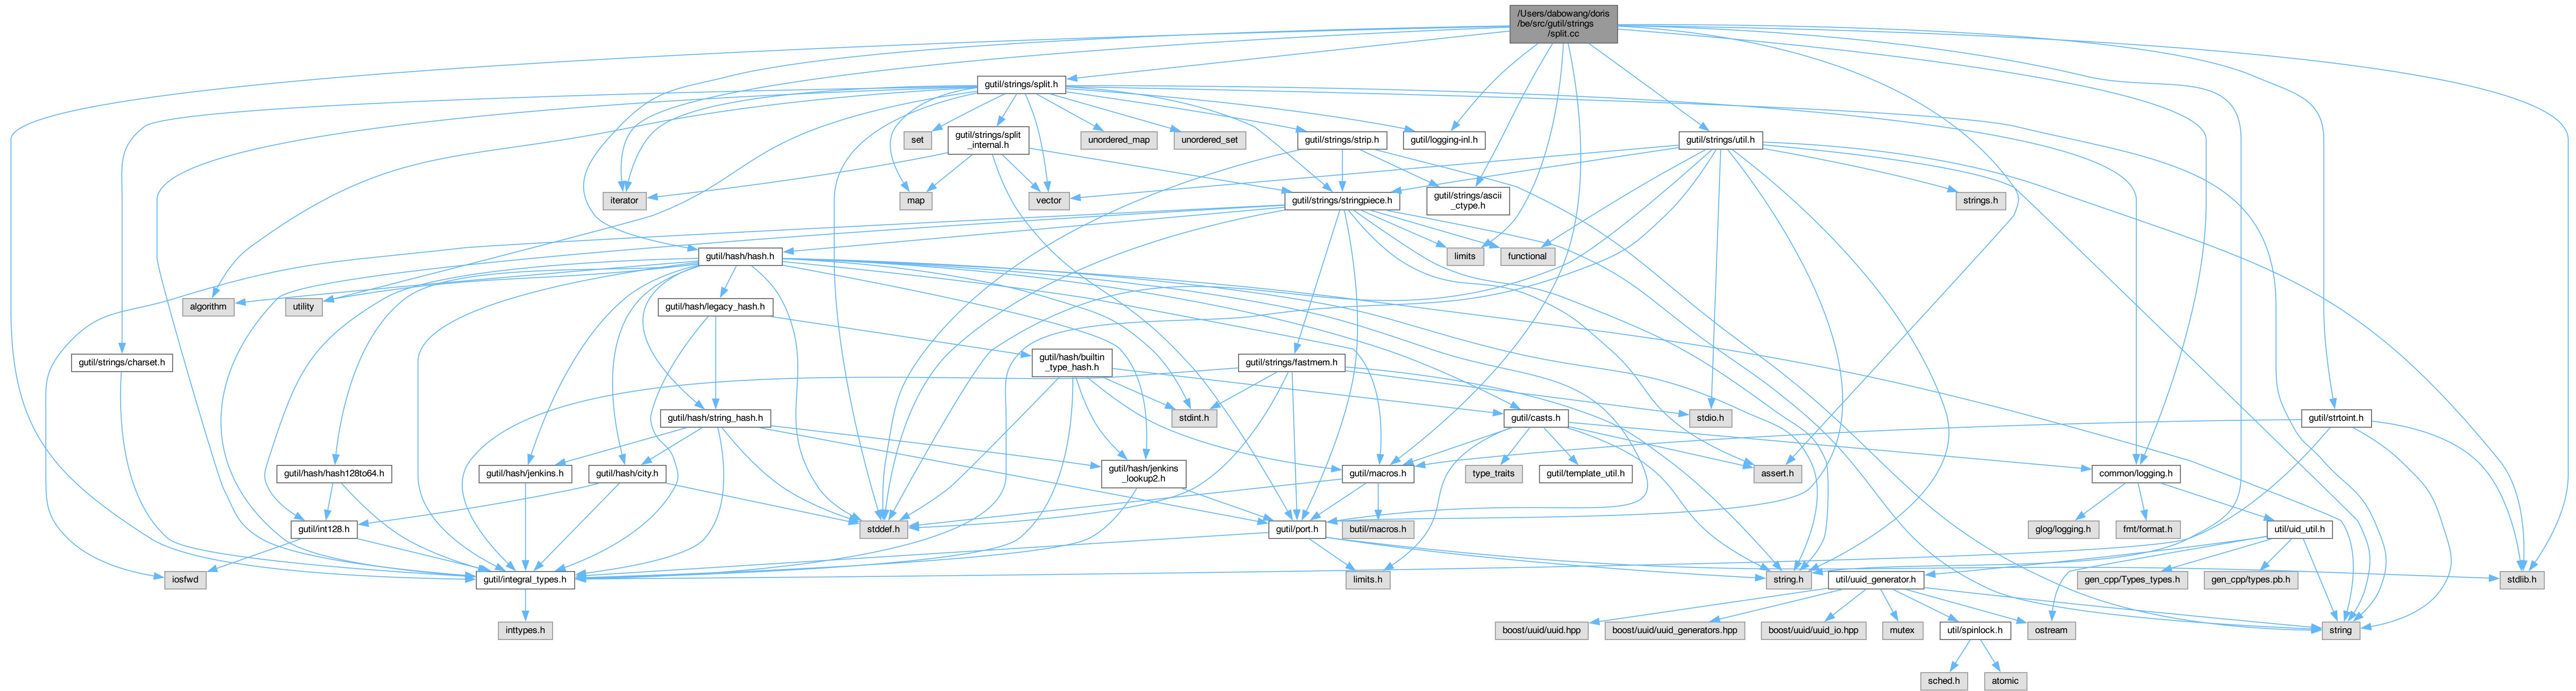 /Users/dabowang/doris
/be/src/gutil/strings
/split.cc
gutil/strings/split.h
set
gutil/strings/split
_internal.h
unordered_map
unordered_set
gutil/strings/strip.h
gutil/logging-inl.h
gutil/strings/util.h
iterator
map
vector
gutil/strings/stringpiece.h
gutil/strings/ascii
_ctype.h
strings.h
gutil/hash/hash.h
limits
functional
algorithm
utility
gutil/hash/legacy_hash.h
gutil/strings/charset.h
gutil/hash/builtin
_type_hash.h
gutil/strings/fastmem.h
gutil/hash/string_hash.h
stdint.h
gutil/casts.h
stdio.h
gutil/strtoint.h
gutil/hash/hash128to64.h
gutil/hash/jenkins.h
gutil/hash/city.h
gutil/hash/jenkins
_lookup2.h
gutil/macros.h
type_traits
gutil/template_util.h
assert.h
common/logging.h
gutil/int128.h
stddef.h
gutil/port.h
butil/macros.h
glog/logging.h
fmt/format.h
util/uid_util.h
iosfwd
gutil/integral_types.h
limits.h
string.h
util/uuid_generator.h
gen_cpp/Types_types.h
gen_cpp/types.pb.h
stdlib.h
inttypes.h
boost/uuid/uuid.hpp
boost/uuid/uuid_generators.hpp
boost/uuid/uuid_io.hpp
mutex
util/spinlock.h
ostream
string
sched.h
atomic